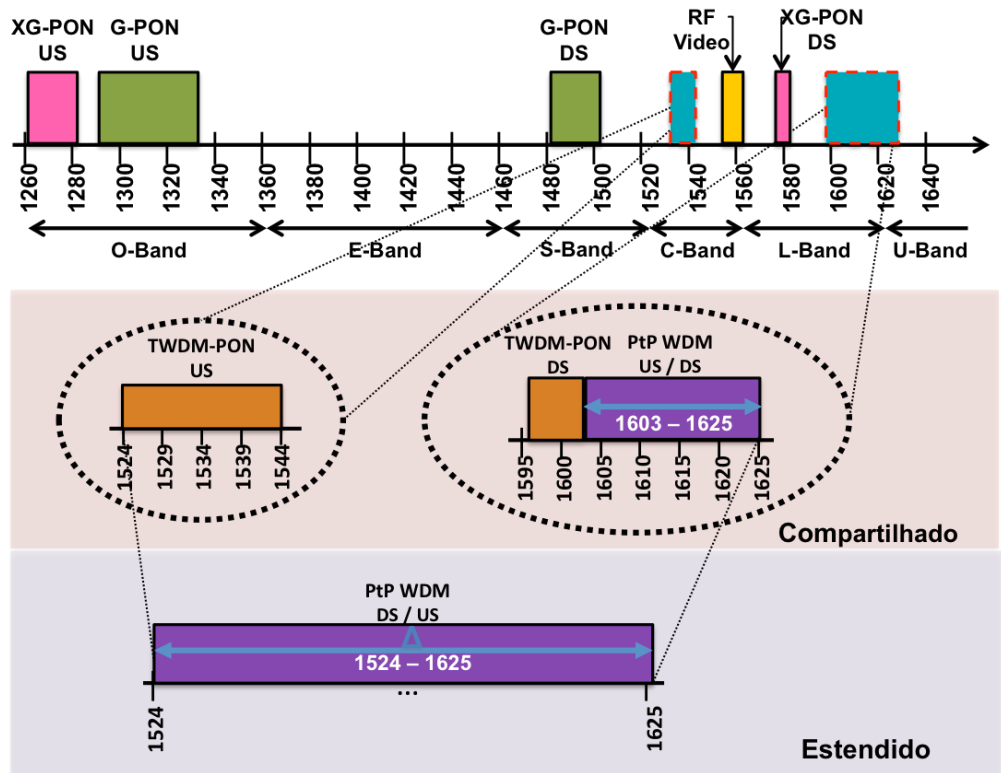 XG-PON
US
G-PON
US
G-PON
DS
RF
Video
XG-PON
DS
1260
1280
1300
1320
1340
1360
1380
1400
1420
1440
1460
1480
1500
1520
1540
1560
1580
1600
1620
1640
O-Band
E-Band
S-Band
C-Band
L-Band
U-Band
TWDM-PON
US
1524
1529
1534
1539
1544
TWDM-PON
DS
PtP WDM
US / DS
1603 – 1625
1595
1600
1605
1610
1615
1620
1625
Compartilhado
PtP WDM
DS / US
Δ
1524 – 1625
...
1524
1625
Estendido